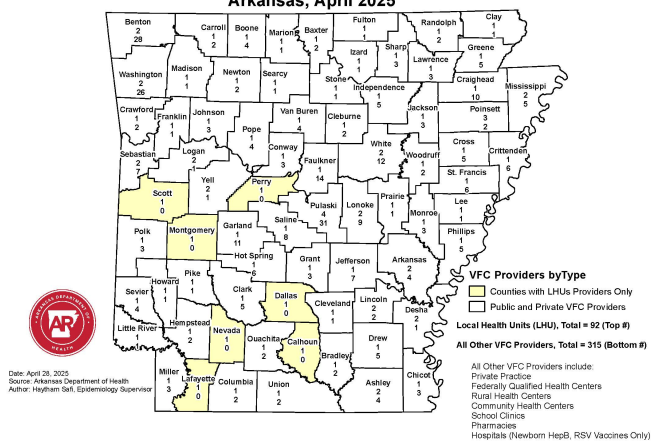 Arkansas, April 2025
Benton
2
28
Carroll
1
2
Boone
1
4
Marion
1
1
Baxter
1
2
Fulton
1
1
Randolph
1
2
Clay
1
1
Izard
1
1
Sharp
1
3
Lawrence
1
3
Greene
1
5
Washington
2
26
Madison
1
1
Newton
1
2
Searcy
1
1
Stone
1
1
Independence
1
5
Craighead
1
10
Mississippi
2
5
Crawford
1
2
Franklin
1
1
Johnson
1
3
Van Buren
1
4
Cleburne
1
2
Jackson
1
3
Poinsett
3
2
Pope
1
4
Conway
1
3
Faulkner
1
14
White
2
12
Woodruff
1
2
Cross
1
5
Crittenden
1
6
Sebastian
2
7
Logan
2
1
Yell
2
1
Perry
1
0
St. Francis
1
6
Scott
1
0
Pulaski
4
31
Lonoke
2
9
Prairie
1
1
Monroe
1
3
Lee
1
1
Phillips
1
5
Polk
1
3
Montgomery
1
0
Garland
1
11
Saline
1
8
Hot Spring
1
6
Grant
1
3
Jefferson
1
7
Arkansas
2
4
Sevier
1
4
Howard
1
1
Pike
1
1
Clark
1
5
Dallas
1
0
Cleveland
1
1
Lincoln
2
2
Desha
2
1
Little River
1
Hempstead
2
2
Nevada
1
0
Ouachita
1
2
Calhoun
1
0
Bradley
1
2
Drew
1
5
Miller
1
3
Lafayette
1
0
Columbia
1
2
Union
1
2
Ashley
2
4
Chicot
1
3
VFC Providers byType
Counties with LHUs Providers Only
Public and Private VFC Providers
Local Health Units (LHU), Total = 92 (Top #)
All Other VFC Providers, Total = 315 (Bottom #)
All Other VFC Providers include:
Private Practice
Federally Qualified Health Centers
Rural Health Centers
Community Health Centers
School Clinics
Pharmacies
Hospitals (Newborn HepB, RSV Vaccines Only)
ARKANSAS DEPARTMENT OF
AR
HEALTH
Date: April 28, 2025
Source: Arkansas Department of Health
Author: Haytham Safi, Epidemiology Supervisor